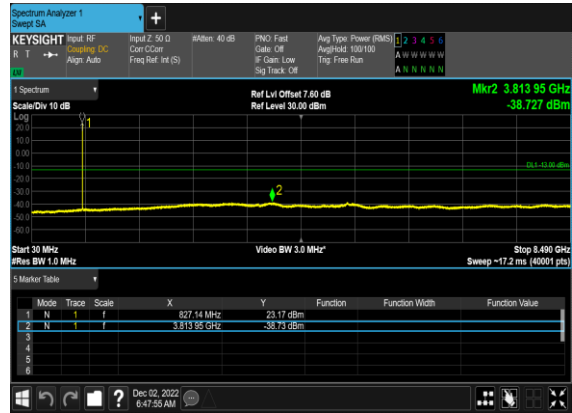 Spectrum Analyzer 1
Swept SA
+
KEYSIGHT Input: RF Input Z: 50 Ω #Atten: 40 dB PNO: Fast Avg Type: Power (RMS) 1 2 3 4 5 6
R T Coupling: DC Corr CCorr Gate: Off Avg|Hold: 100/100 A W W W W W
Align: Auto Freq Ref: Int (S) IF Gain: Low Trig: Free Run
Sig Track: Off A N N N N N
1 Spectrum Ref Lvl Offset 7.60 dB Mkr2 3.813 95 GHz
Scale/Div 10 dB Ref Level 30.00 dBm -38.727 dBm
Log
1
20.0
10.0
0.00
-10.0
DL1 -13.00 dBm
-20.0
-30.0
2
-40.0
-50.0
-60.0
Start 30 MHz Video BW 3.0 MHz* Stop 8.490 GHz
#Res BW 1.0 MHz Sweep ~17.2 ms (40001 pts)
5 Marker Table
Mode Trace Scale X Y Function Function Width Function Value
1 N 1 f 827.14 MHz 23.17 dBm
2 N 1 f 3.813 95 GHz -38.73 dBm
3
4
5
6
? Dec 02, 2022
6:47:55 AM